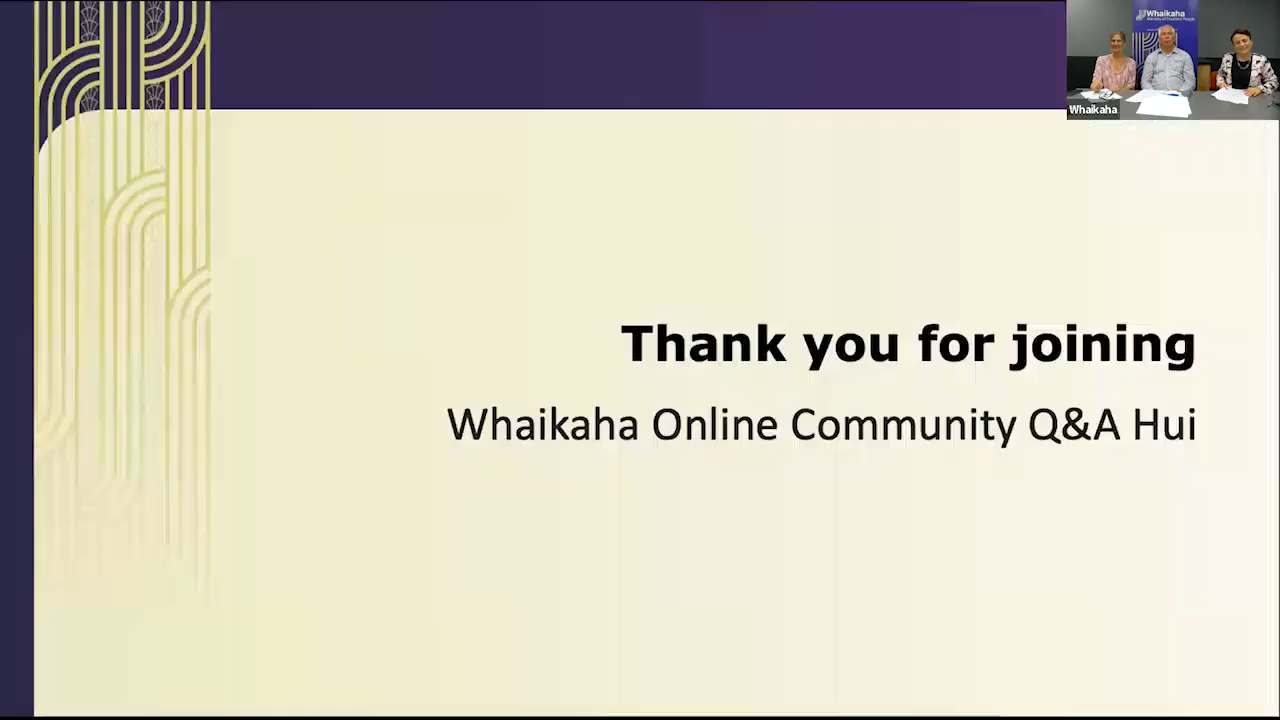 Whaikaha
Ministry of Disabled People
Whaikaha
Thank you for joining
Whaikaha Online Community Q&A Hui